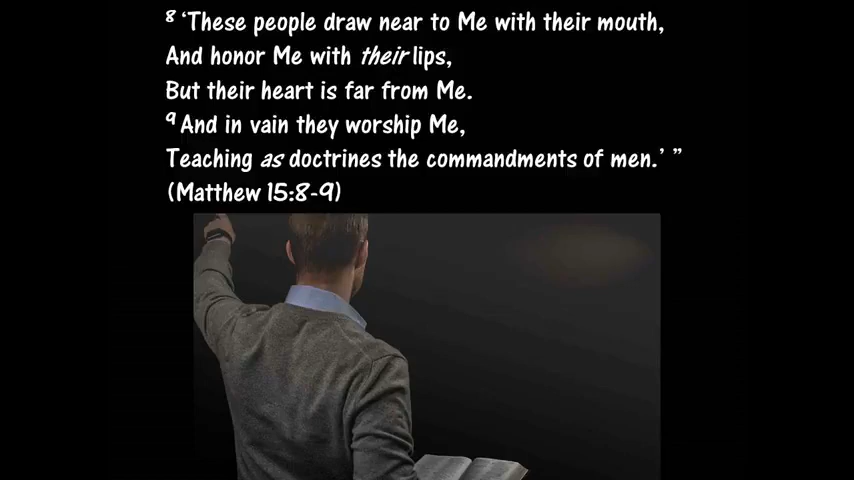 8 ‘These people draw near to Me with their mouth,
And honor Me with their lips,
But their heart is far from Me.
9 And in vain they worship Me,
Teaching as doctrines the commandments of men.’ ”
(Matthew 15:8-9)